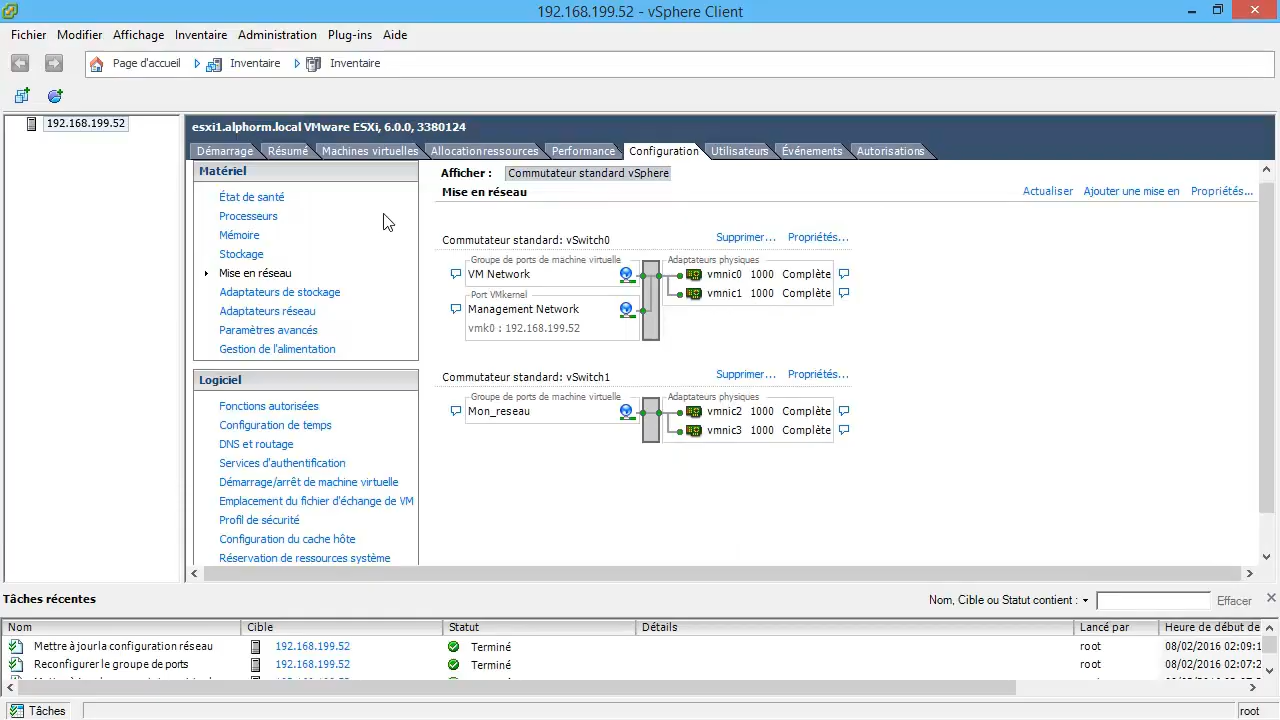 192.168.199.52 - vSphere Client
Fichier Modifier Affichage Inventaire Administration Plug-ins Aide
Page d'accueil Inventaire Inventaire
192.168.199.52
esxi1.alphorm.local VMware ESXi, 6.0.0, 3380124
Démarrage Résumé Machines virtuelles Allocation ressources Performance Configuration Utilisateurs Événements Autorisations
Matériel
État de santé
Processeurs
Mémoire
Stockage
Mise en réseau
Adaptateurs de stockage
Adaptateurs réseau
Paramètres avancés
Gestion de l'alimentation
Logiciel
Fonctions autorisées
Configuration de temps
DNS et routage
Services d'authentification
Démarrage/arrêt de machine virtuelle
Emplacement du fichier d'échange de VM
Profil de sécurité
Configuration du cache hôte
Réservation de ressources système
Afficher : Commutateur standard vSphere
Mise en réseau Actualiser Ajouter une mise en Propriétés...
Commutateur standard: vSwitch0 Supprimer... Propriétés...
Groupe de ports de machine virtuelle Adaptateurs physiques
VM Network vmnic0 1000 Complète
vmnic1 1000 Complète
Port VMkernel
Management Network
vmk0 : 192.168.199.52
Commutateur standard: vSwitch1 Supprimer... Propriétés...
Groupe de ports de machine virtuelle Adaptateurs physiques
Mon_reseau vmnic2 1000 Complète
vmnic3 1000 Complète
Tâches récentes Nom, Cible ou Statut contient : Effacer
Nom Cible Statut Détails Lancé par Heure de début de
Mettre à jour la configuration réseau 192.168.199.52 Terminé root 08/02/2016 02:09:1
Reconfigurer le groupe de ports 192.168.199.52 Terminé root 08/02/2016 02:07:2
Tâches root